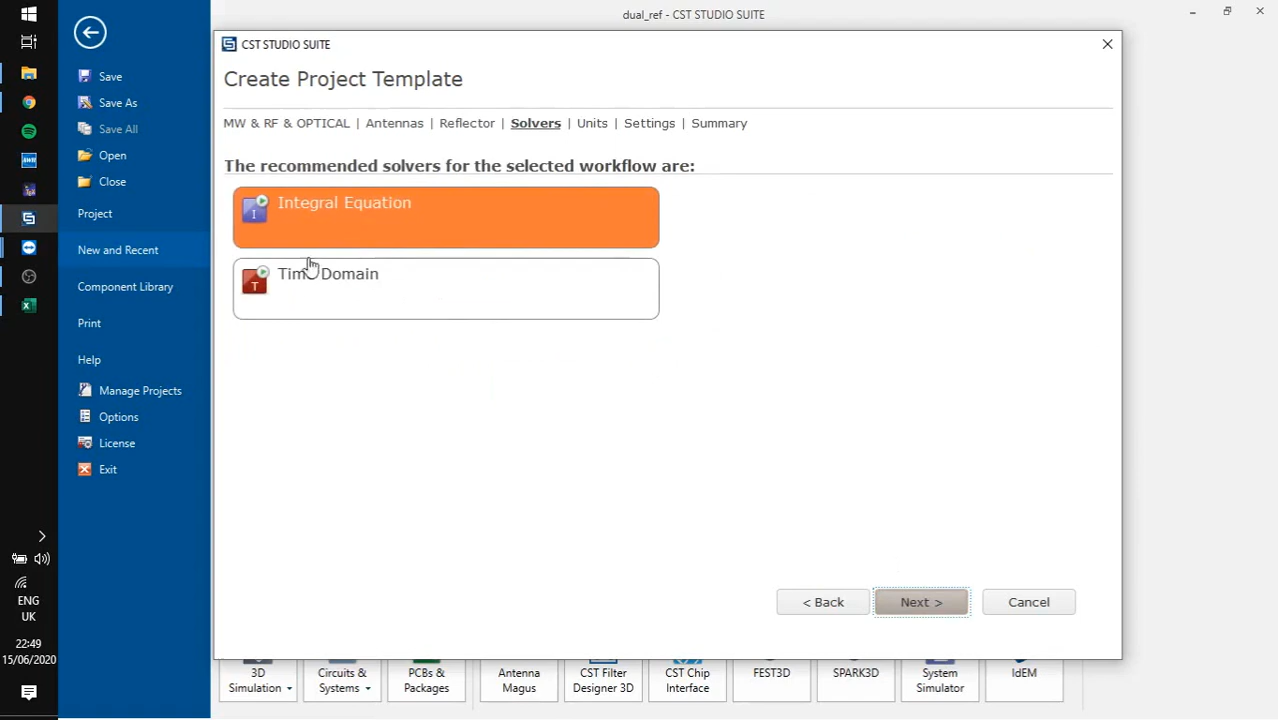 dual_ref - CST STUDIO SUITE
Save
Save As
Save All
Open
Close
Project
New and Recent
Component Library
Print
Help
Manage Projects
Options
License
Exit
CST STUDIO SUITE
Create Project Template
MW & RF & OPTICAL | Antennas | Reflector | Solvers | Units | Settings | Summary
The recommended solvers for the selected workflow are:
I
Integral Equation
T
Time Domain
< Back
Next >
Cancel
3D
Simulation
Circuits &
Systems
PCBs &
Packages
Antenna
Magus
CST Filter
Designer 3D
CST Chip
Interface
FEST3D
SPARK3D
System
Simulator
IdEM
AWR
ENG
UK
22:49
15/06/2020